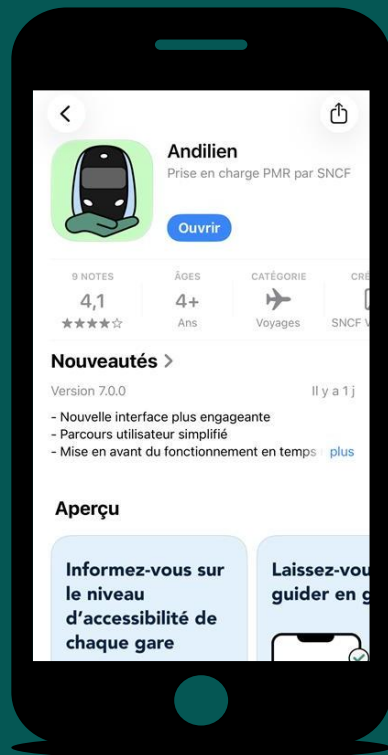 Andilien
Prise en charge PMR par SNCF
Ouvrir
9 NOTES
ÂGES
CATÉGORIE
4,1
4+
Ans
Voyages
SNCF
Nouveautés >
Version 7.0.0
Il y a 1 j
- Nouvelle interface plus engageante
- Parcours utilisateur simplifié
- Mise en avant du fonctionnement en temps
plus
Aperçu
Informez-vous sur
le niveau
d'accessibilité de
chaque gare
Laissez-vou
guider en g